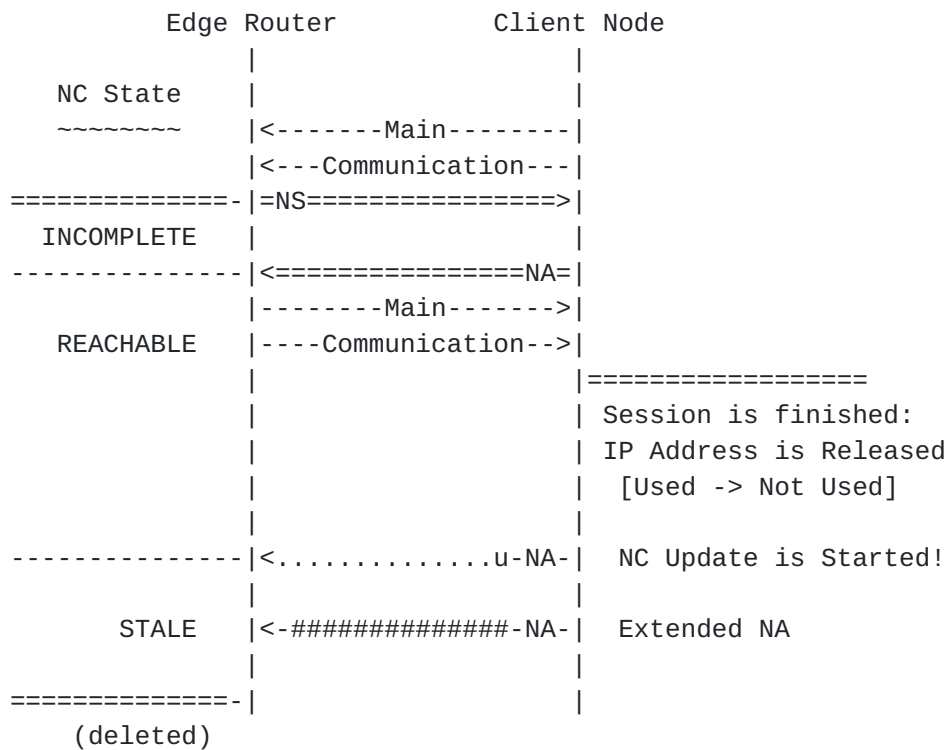 Edge Router          Client Node
               |                    |
   NC State    |                    |
   ~~~~~~~~    |<-------Main--------|
               |<---Communication---|
==============-|=NS================>|
  INCOMPLETE   |                    |
---------------|<================NA=|
               |--------Main------->|
   REACHABLE   |----Communication-->|
               |                    |==================
               |                    | Session is finished:
               |                    | IP Address is Released
               |                    |  [Used -> Not Used]
               |                    |
---------------|<..............u-NA-|  NC Update is Started!
               |                    |
       STALE   |<-##############-NA-|  Extended NA
               |                    |
==============-|                    |
    (deleted)